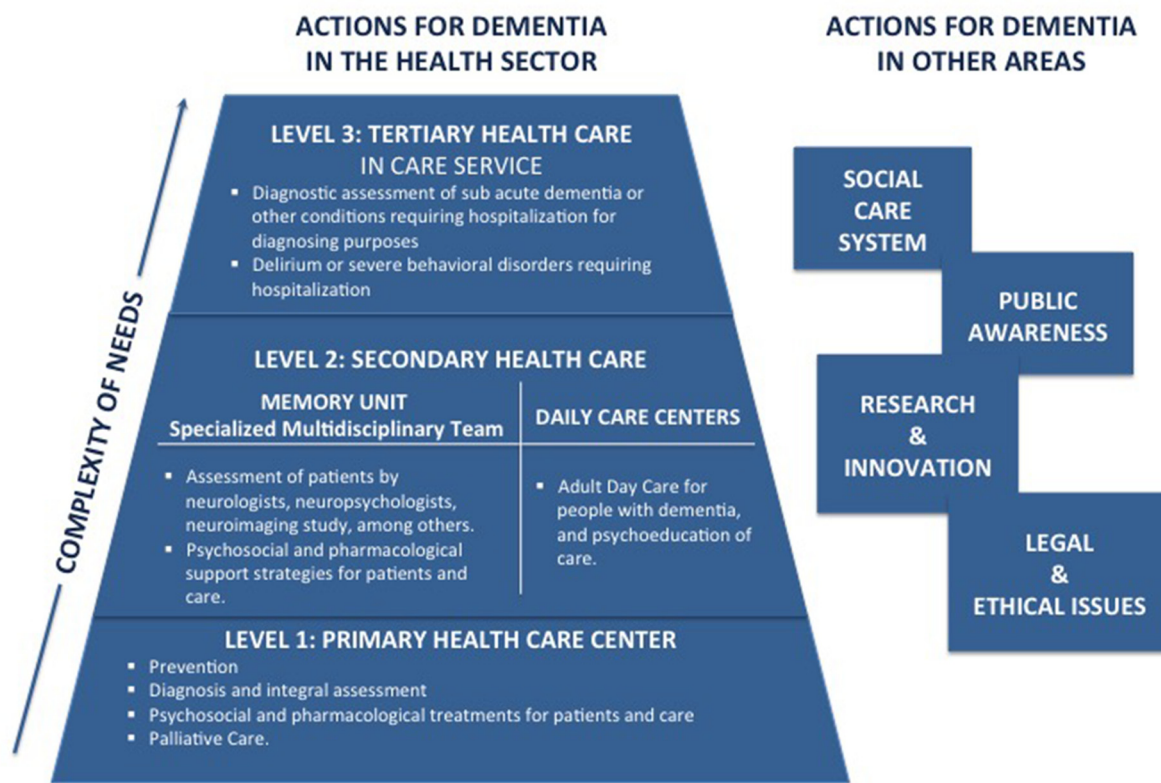 ACTIONS FOR DEMENTIA
IN THE HEALTH SECTOR
LEVEL 3: TERTIARY HEALTH CARE
IN CARE SERVICE
▪ Diagnostic assessment of sub acute dementia or
other conditions requiring hospitalization for
diagnosing purposes
▪ Delirium or severe behavioral disorders requiring
hospitalization
LEVEL 2: SECONDARY HEALTH CARE
MEMORY UNIT
Specialized Multidisciplinary Team
▪ Assessment of patients by
neurologists, neuropsychologists,
neuroimaging study, among others.
▪ Psychosocial and pharmacological
support strategies for patients and
care.
DAILY CARE CENTERS
▪ Adult Day Care for
people with dementia,
and psychoeducation of
care.
LEVEL 1: PRIMARY HEALTH CARE CENTER
▪ Prevention
▪ Diagnosis and integral assessment
▪ Psychosocial and pharmacological treatments for patients and care
▪ Palliative Care.
COMPLEXITY OF NEEDS
ACTIONS FOR DEMENTIA
IN OTHER AREAS
SOCIAL
CARE
SYSTEM
PUBLIC
AWARENESS
RESEARCH
&
INNOVATION
LEGAL
&
ETHICAL ISSUES